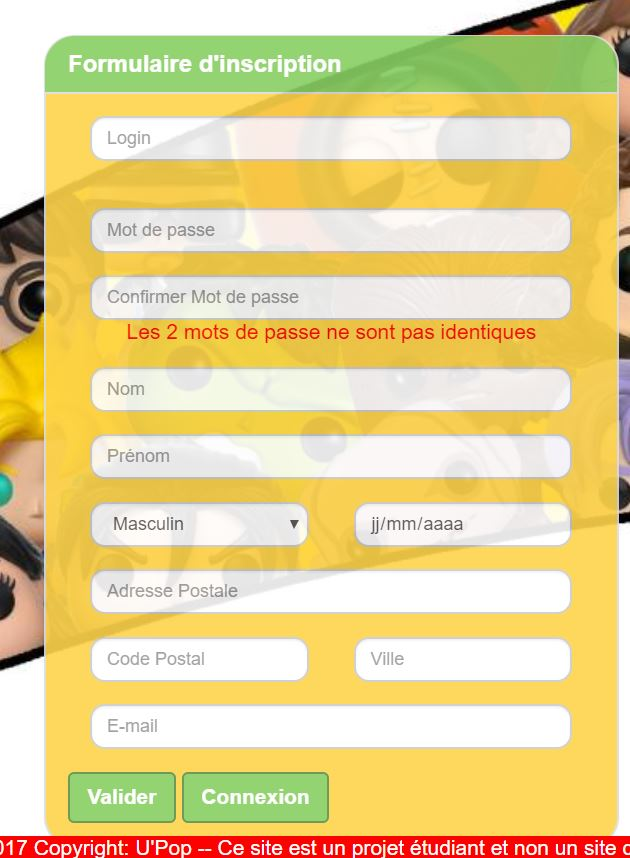 Formulaire d'inscription
Login
Mot de passe
Confirmer Mot de passe
Les 2 mots de passe ne sont pas identiques
Nom
Prénom
Masculin jj/mm/aaaa
Adresse Postale
Code Postal Ville
E-mail
Valider Connexion
017 Copyright: U'Pop -- Ce site est un projet étudiant et non un site